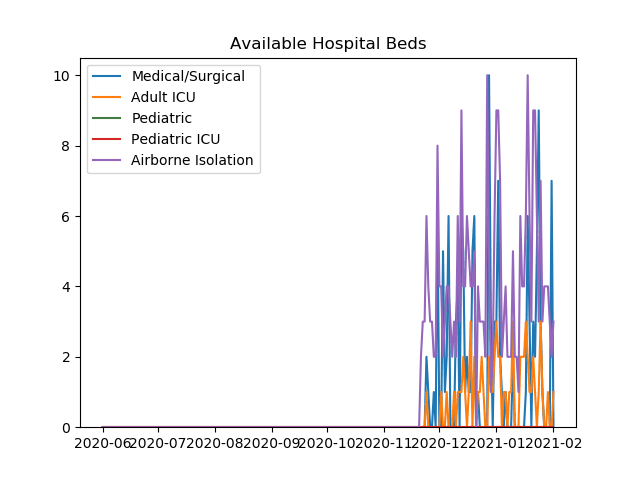 Available Hospital Beds
10
8
6
4
2
0
Medical/Surgical
Adult ICU
Pediatric
Pediatric ICU
Airborne Isolation
2020-06 2020-07 2020-08 2020-09 2020-10 2020-11 2020-12 2021-01 2021-02